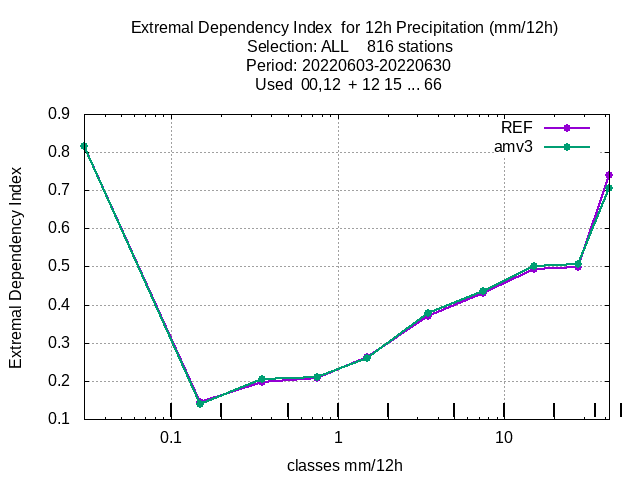 Extremal Dependency Index  for 12h Precipitation (mm/12h)
Selection: ALL    816 stations
Period: 20220603-20220630
Used  00,12  + 12 15 ... 66
REF
amv3
0.9
0.8
0.7
0.6
0.5
0.4
0.3
0.2
0.1
Extremal Dependency Index
0.1
1
10
classes mm/12h